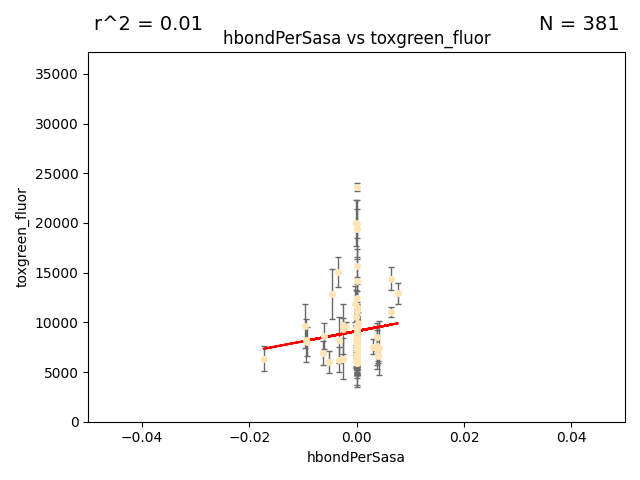 r^2 = 0.01
N = 381
hbondPerSasa vs toxgreen_fluor
35000
30000
25000
20000
15000
10000
5000
0
toxgreen_fluor
−0.04
−0.02
0.00
0.02
0.04
hbondPerSasa